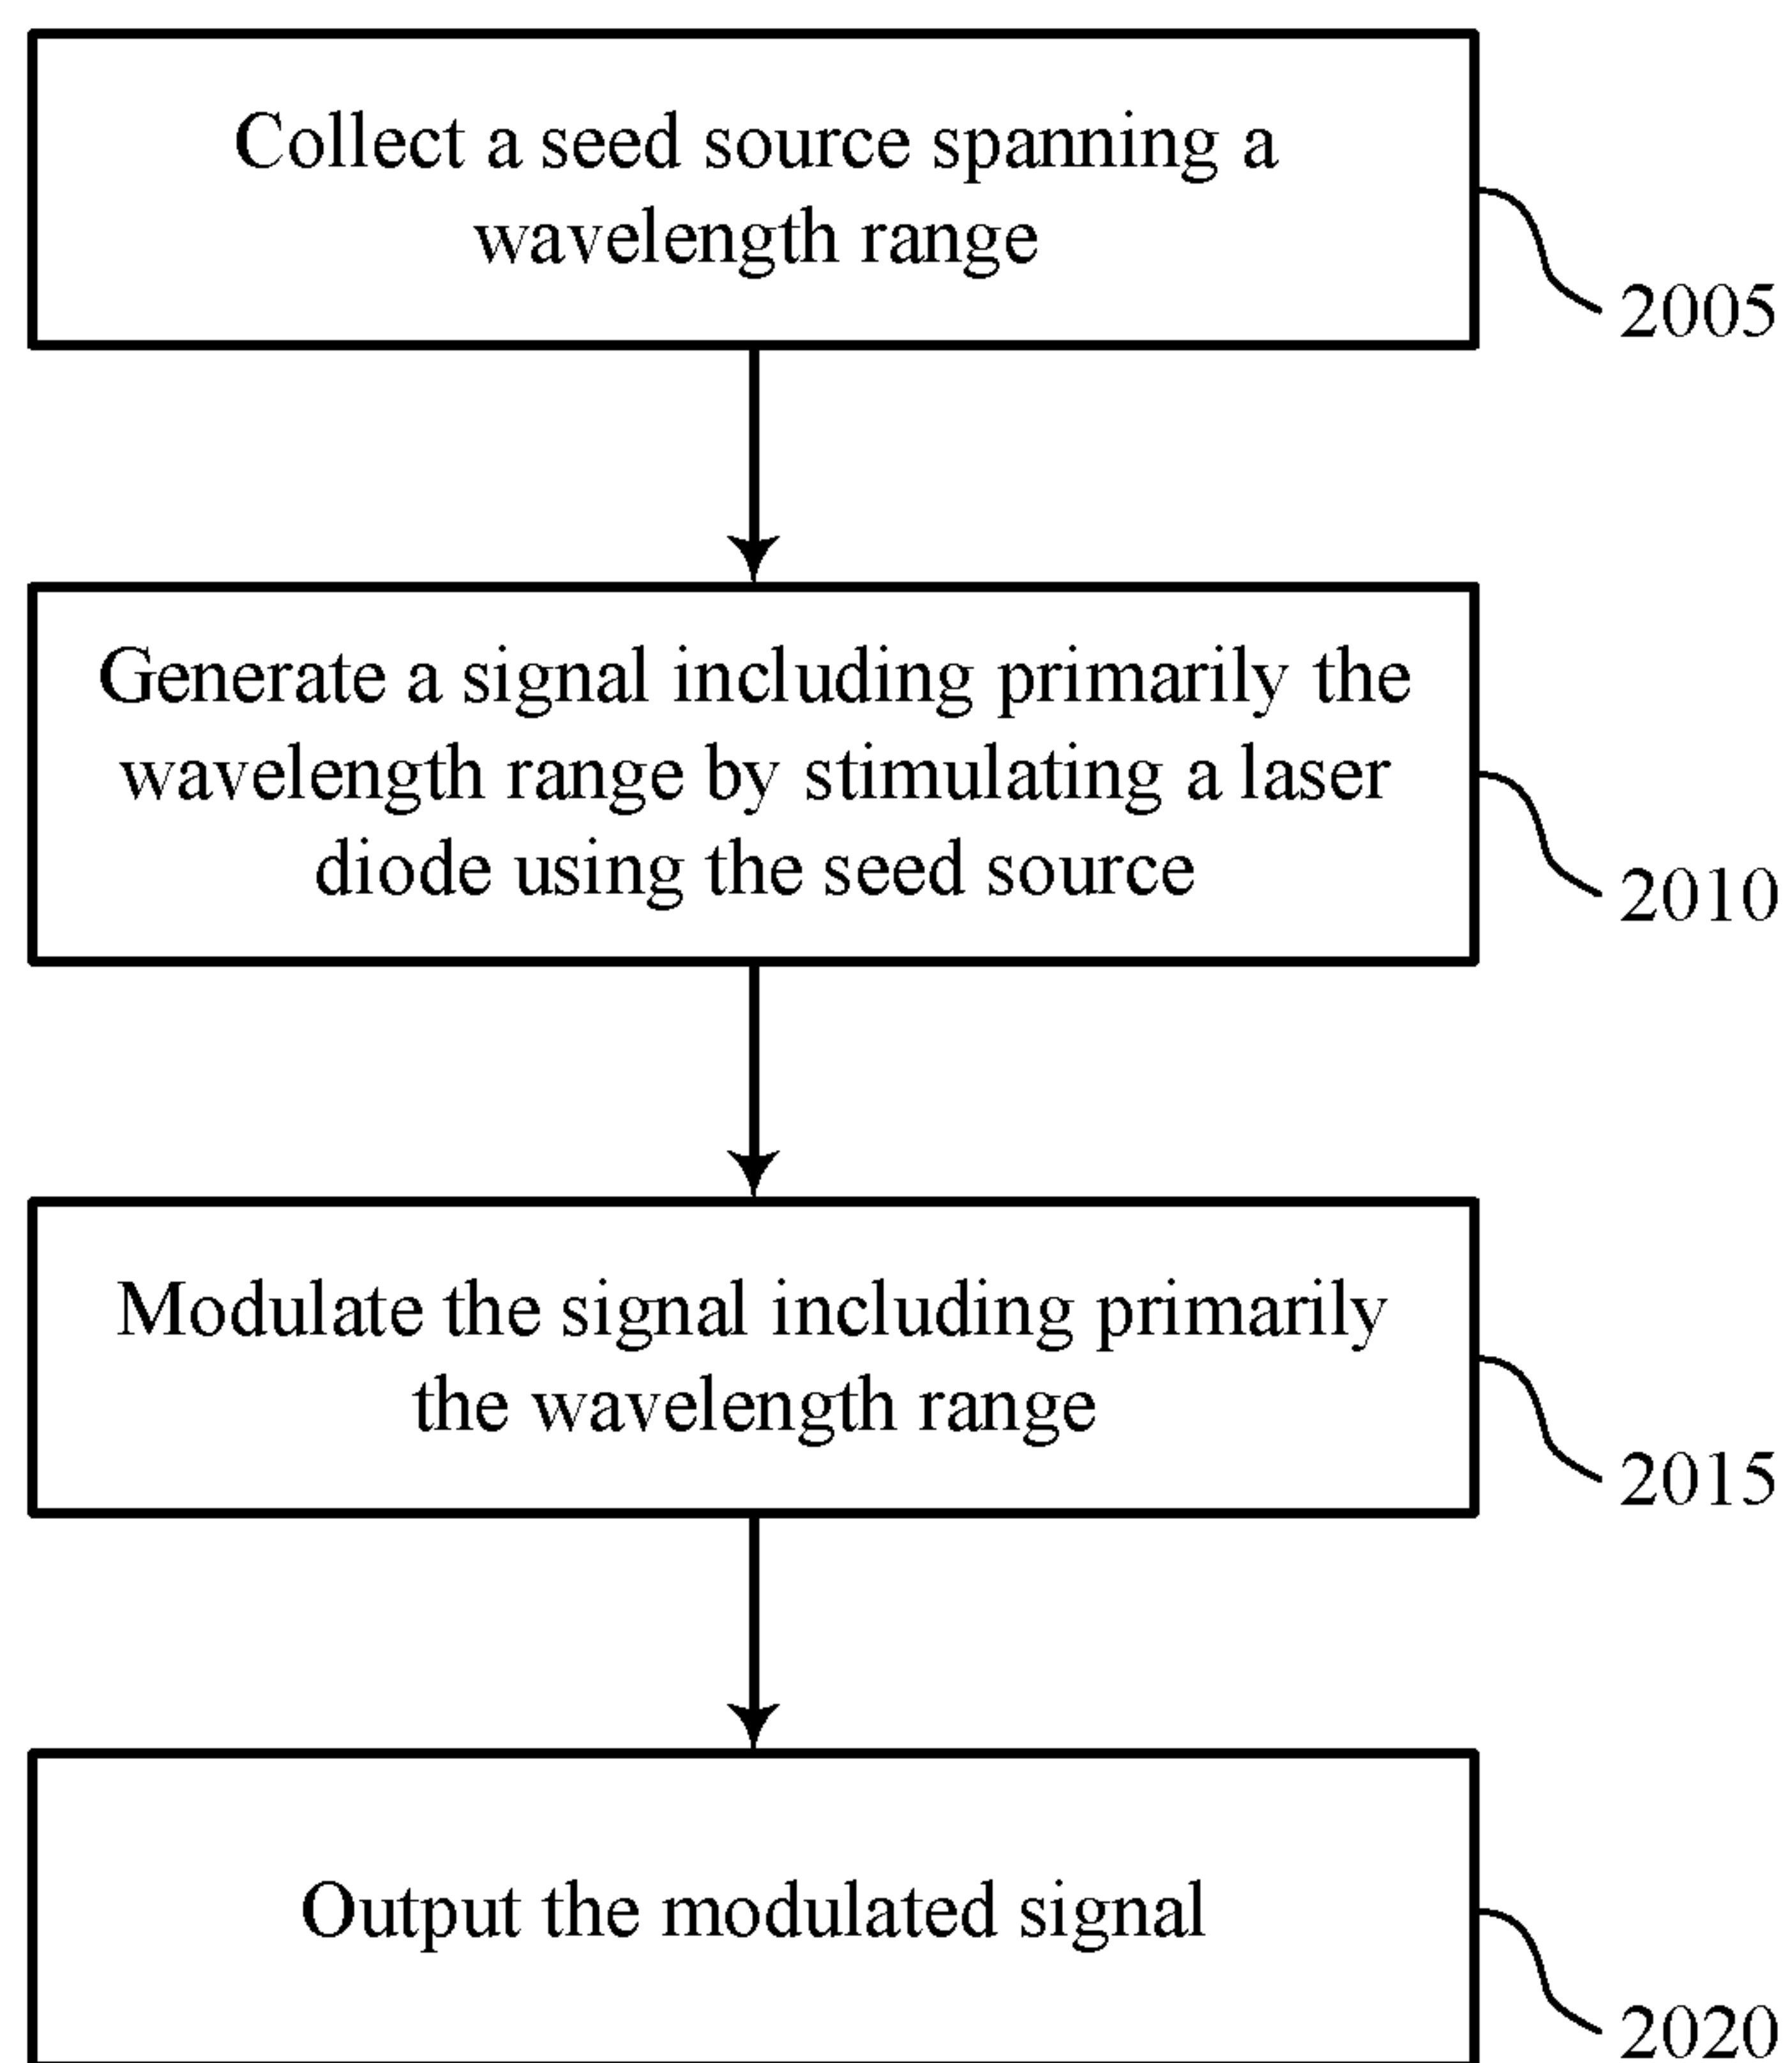 Collect a seed source spanning a
wavelength range
2005
Generate a signal including primarily the
wavelength range by stimulating a laser
diode using the seed source
2010
Modulate the signal including primarily
the wavelength range
2015
Output the modulated signal
2020